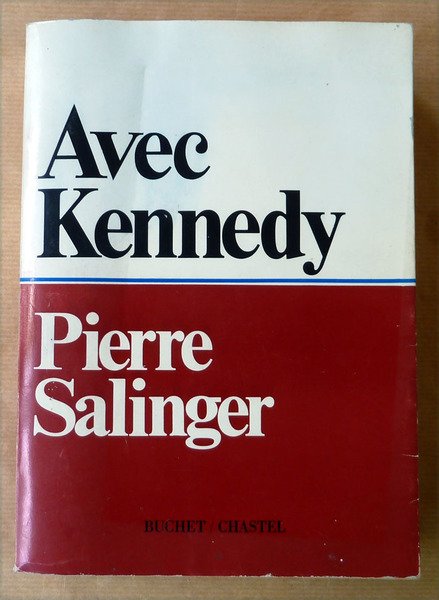 Avec
Kennedy
Pierre
Salinger
BUCHET / CHASTEL